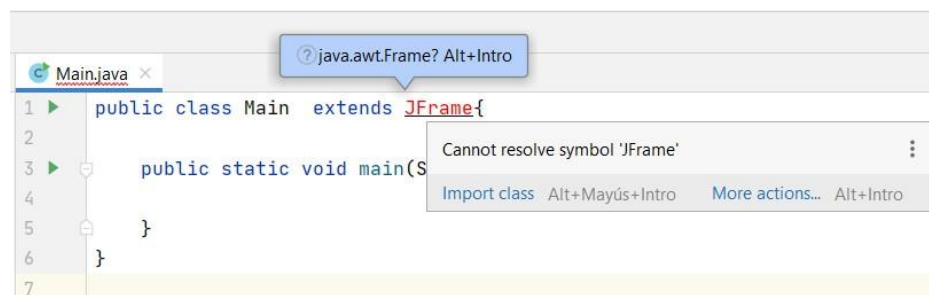 java.awt.Frame? Alt+Intro
Main.java
1 public class Main extends JFrame{
2
3 public static void main(S
4
5 }
6 }
7
Cannot resolve symbol 'JFrame'
Import class Alt+Mayús+Intro More actions... Alt+Intro